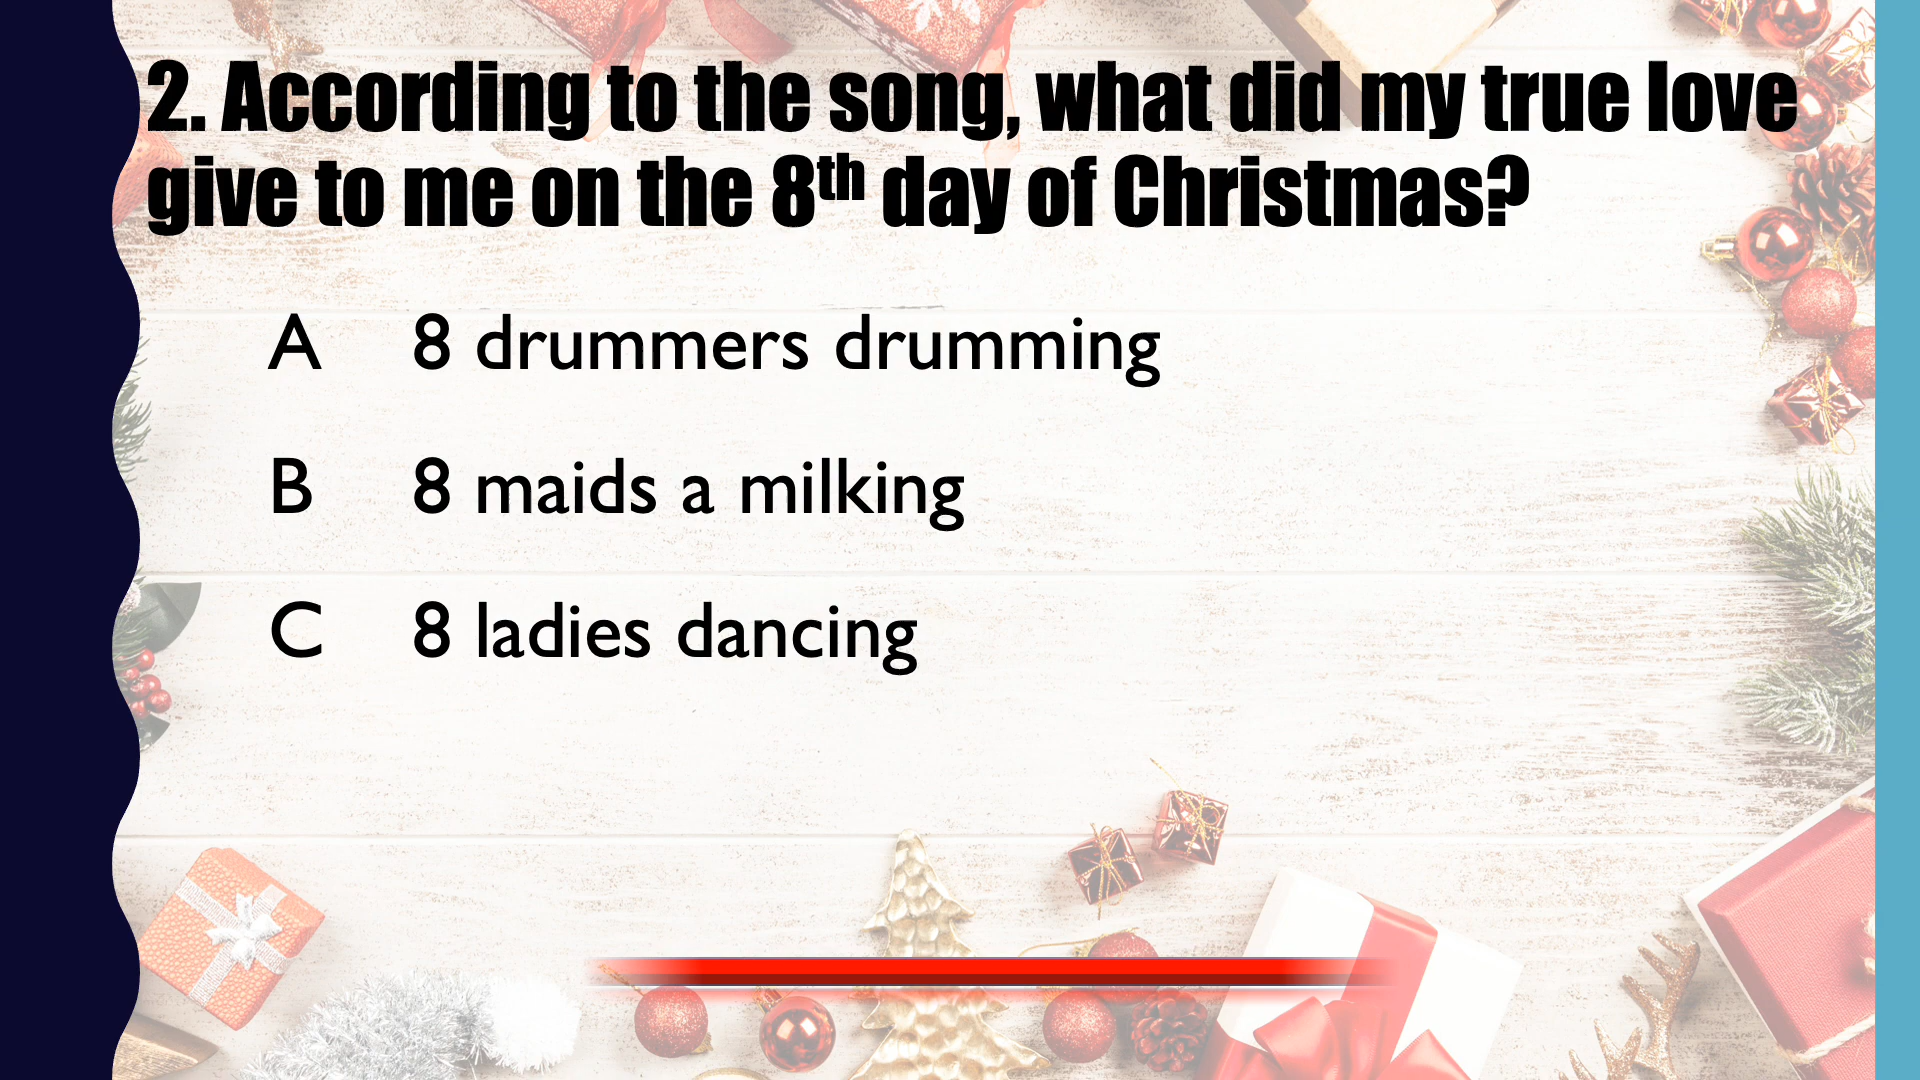 2. According to the song, what did my true love
give to me on the 8th day of Christmas?
A 8 drummers drumming
B 8 maids a milking
C 8 ladies dancing